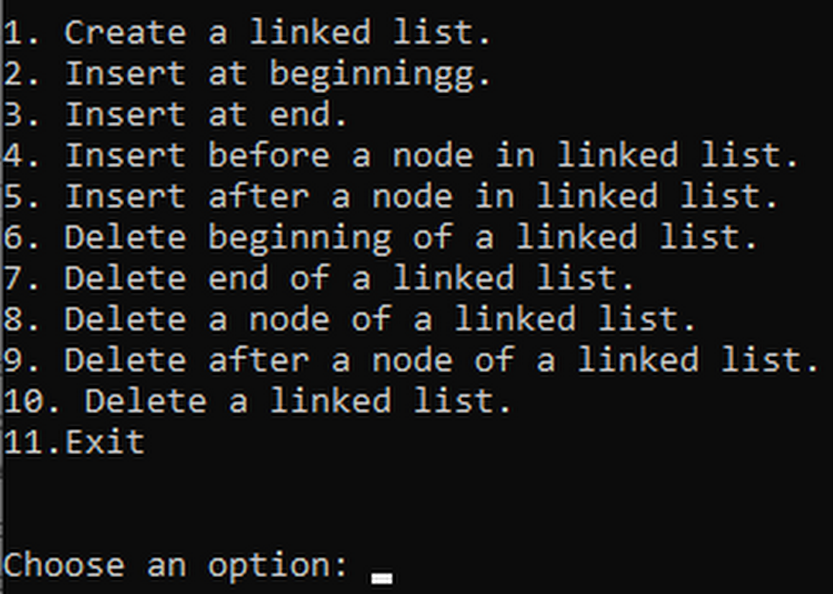 1. Create a linked list.
2. Insert at beginningg.
3. Insert at end.
4. Insert before a node in linked list.
5. Insert after a node in linked list.
6. Delete beginning of a linked list.
7. Delete end of a linked list.
8. Delete a node of a linked list.
9. Delete after a node of a linked list.
10. Delete a linked list.
11.Exit
Choose an option: